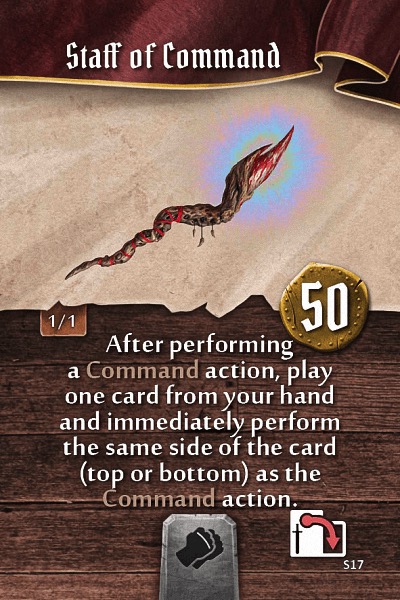 Staff of Command
50
1/1
After performing
a Command action, play
one card from your hand
and immediately perform
the same side of the card
(top or bottom) as the
Command action.
S17